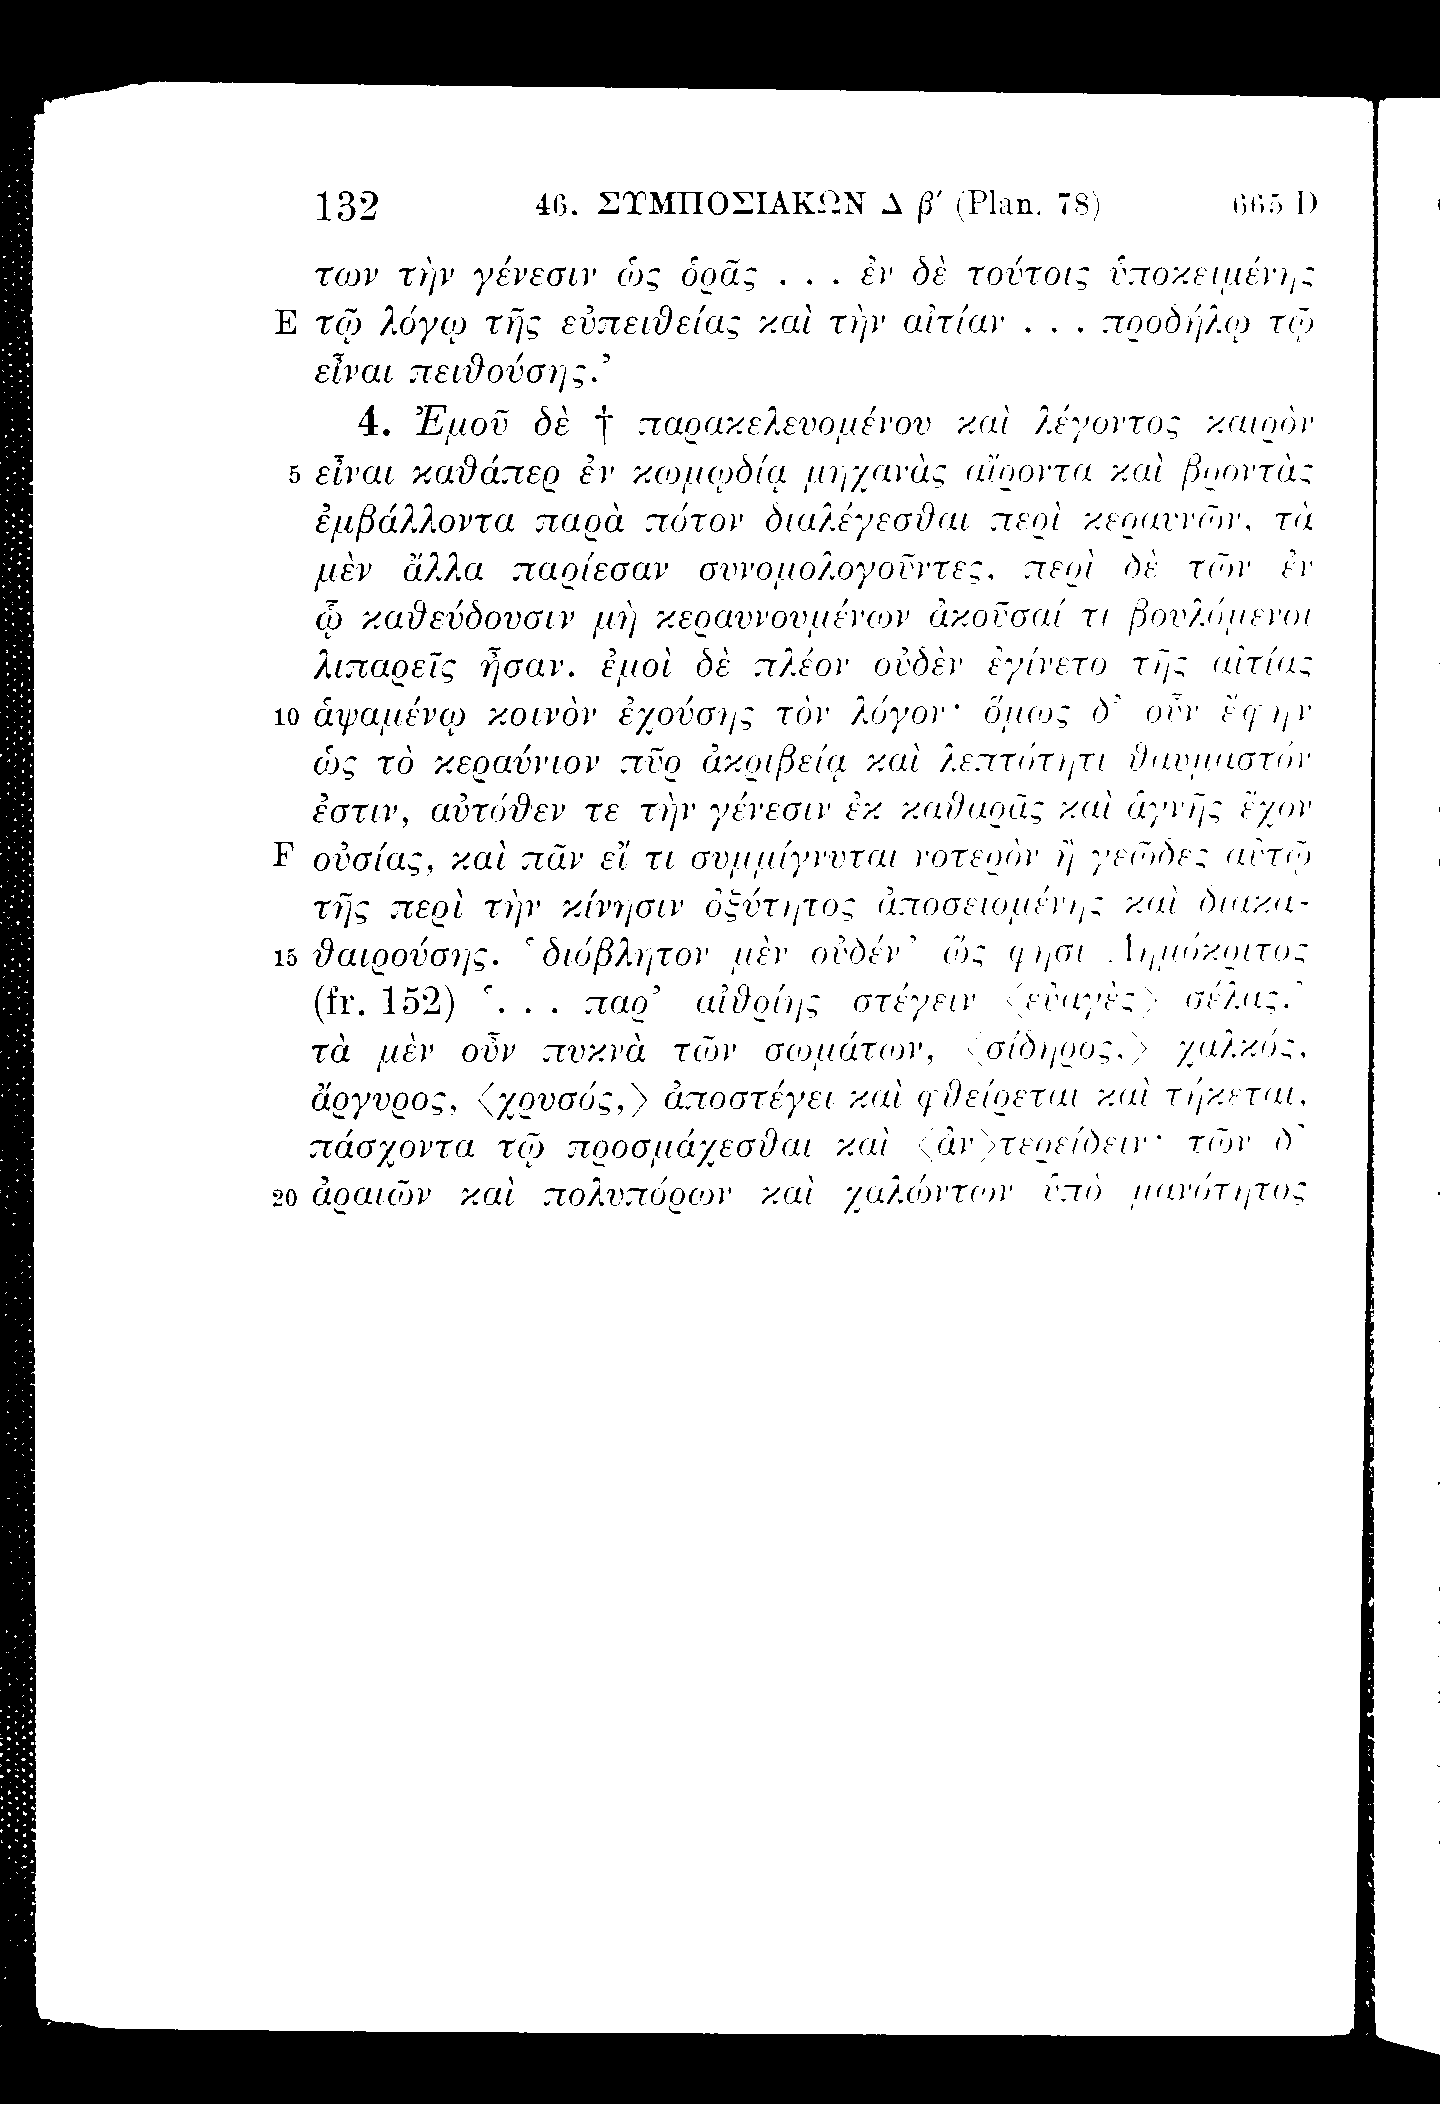 132 46. ΣΥΜΠΟΣΙΑΚΩΝ Δ β′ (Plan. 78) 665 D
των τὴν γένεσιν ὡς ὁρᾷς . . . ἐν δὲ τούτοις ὑποκειμένης
E τῷ λόγῳ τῆς εὐπειθείας καὶ τὴν αἰτίαν . . . προδήλῳ τῷ
εἶναι πειθούσης.’
4. Ἐμοῦ δὲ † παρακελευομένου καὶ λέγοντος καιρὸν
5 εἶναι καθάπερ ἐν κωμῳδίᾳ μηχανὰς αἴροντα καὶ βροντὰς
ἐμβάλλοντα παρὰ πότον διαλέγεσθαι περὶ κεραυνῶν, τὰ
μὲν ἄλλα παρίεσαν συνομολογοῦντες, περὶ δὲ τῶν ἐν
ᾧ καθεύδουσιν μὴ κεραυνουμένων ἀκοῦσαί τι βουλόμενοι
λιπαρεῖς ἦσαν. ἐμοὶ δὲ πλέον οὐδὲν ἐγίνετο τῆς αἰτίας
10 ἁψαμένῳ κοινὸν ἐχούσης τὸν λόγον· ὅμως δ’ οὖν ἔφην
ὡς τὸ κεραύνιον πῦρ ἀκριβείᾳ καὶ λεπτότητι θαυμαστόν
ἐστιν, αὐτόθεν τε τὴν γένεσιν ἐκ καθαρᾶς καὶ ἁγνῆς ἔχον
F οὐσίας, καὶ πᾶν εἴ τι συμμίγνυται νοτερὸν ἢ γεῶδες αὐτῷ
τῆς περὶ τὴν κίνησιν ὀξύτητος ἀποσειομένης καὶ διακα-
15 θαιρούσης. ‘διόβλητον μὲν οὐδέν’ ὥς φησι Δημόκριτος
(fr. 152) ‘. . . παρ’ αἰθρίης στέγειν ⟨εὐαγὲς⟩ σέλας.’
τὰ μὲν οὖν πυκνὰ τῶν σωμάτων, ⟨σίδηρος,⟩ χαλκός,
ἄργυρος, ⟨χρυσός,⟩ ἀποστέγει καὶ φθείρεται καὶ τήκεται,
πάσχοντα τῷ προσμάχεσθαι καὶ ⟨ἀν⟩τερείδειν· τῶν δ’
20 ἀραιῶν καὶ πολυπόρων καὶ χαλώντων ὑπὸ μανότητος